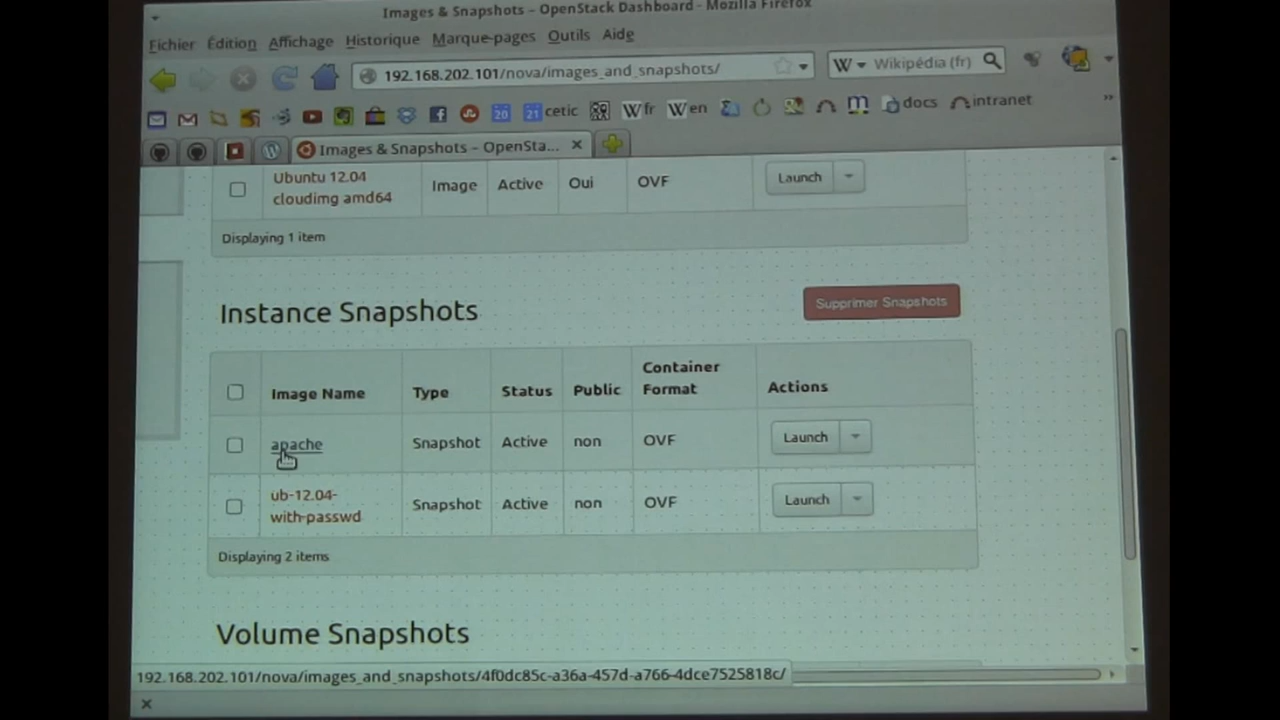 Images & Snapshots – OpenStack Dashboard - Mozilla Firefox
Fichier Édition Affichage Historique Marque-pages Outils Aide
192.168.202.101/nova/images_and_snapshots/ Wikipédia (fr)
20 21 cetic W fr W en docs intranet
Images & Snapshots – OpenSta...
Ubuntu 12.04 cloudimg amd64 Image Active Oui OVF Launch
Displaying 1 item
Instance Snapshots Supprimer Snapshots
Image Name Type Status Public Container Format Actions
apache Snapshot Active non OVF Launch
ub-12.04-with-passwd Snapshot Active non OVF Launch
Displaying 2 items
Volume Snapshots
192.168.202.101/nova/images_and_snapshots/4f0dc85c-a36a-457d-a766-4dce7525818c/